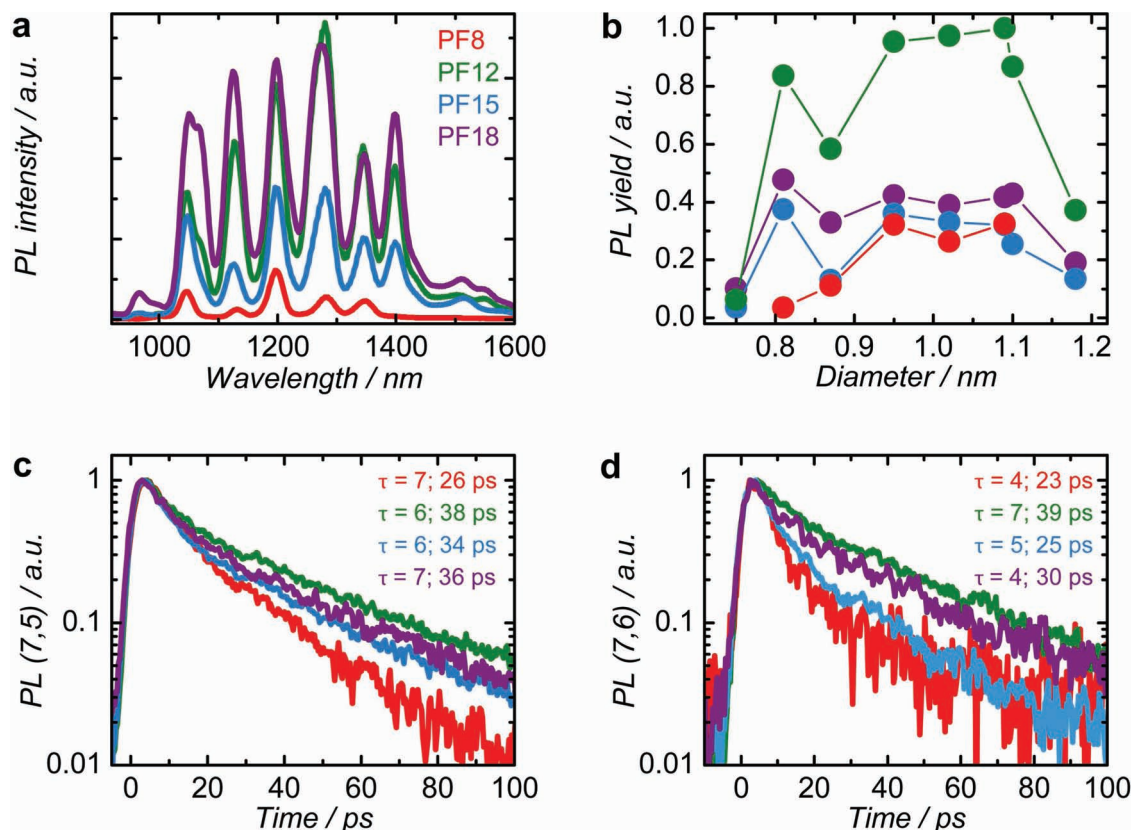 a
PF8
PF12
PF15
PF18
PL intensity / a.u.
1000 1200 1400 1600
Wavelength / nm
b
1.0
0.8
0.6
0.4
0.2
0.0
PL yield / a.u.
0.8 0.9 1.0 1.1 1.2
Diameter / nm
c
τ = 7; 26 ps
τ = 6; 38 ps
τ = 6; 34 ps
τ = 7; 36 ps
1
0.1
0.01
PL (7,5) / a.u.
0 20 40 60 80 100
Time / ps
d
τ = 4; 23 ps
τ = 7; 39 ps
τ = 5; 25 ps
τ = 4; 30 ps
1
0.1
0.01
PL (7,6) / a.u.
0 20 40 60 80 100
Time / ps